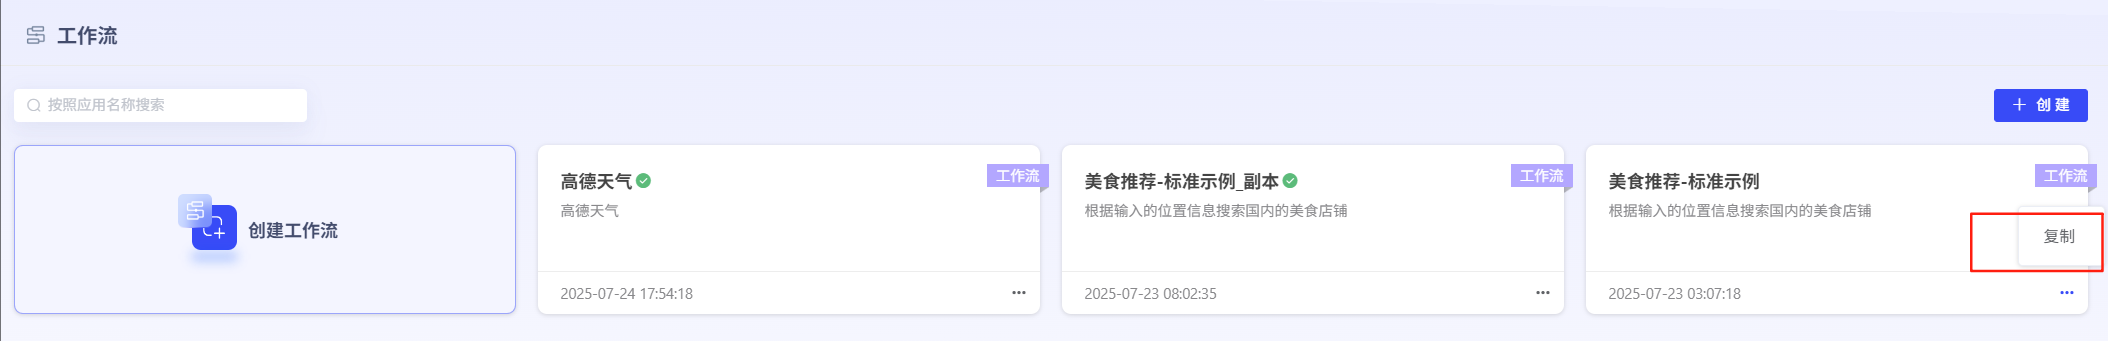 工作流
按照应用名称搜索
创 建
创建工作流
高德天气
工作流
高德天气
2025-07-24 17:54:18
美食推荐-标准示例_副本
工作流
根据输入的位置信息搜索国内的美食店铺
2025-07-23 08:02:35
美食推荐-标准示例
工作流
根据输入的位置信息搜索国内的美食店铺
复制
2025-07-23 03:07:18